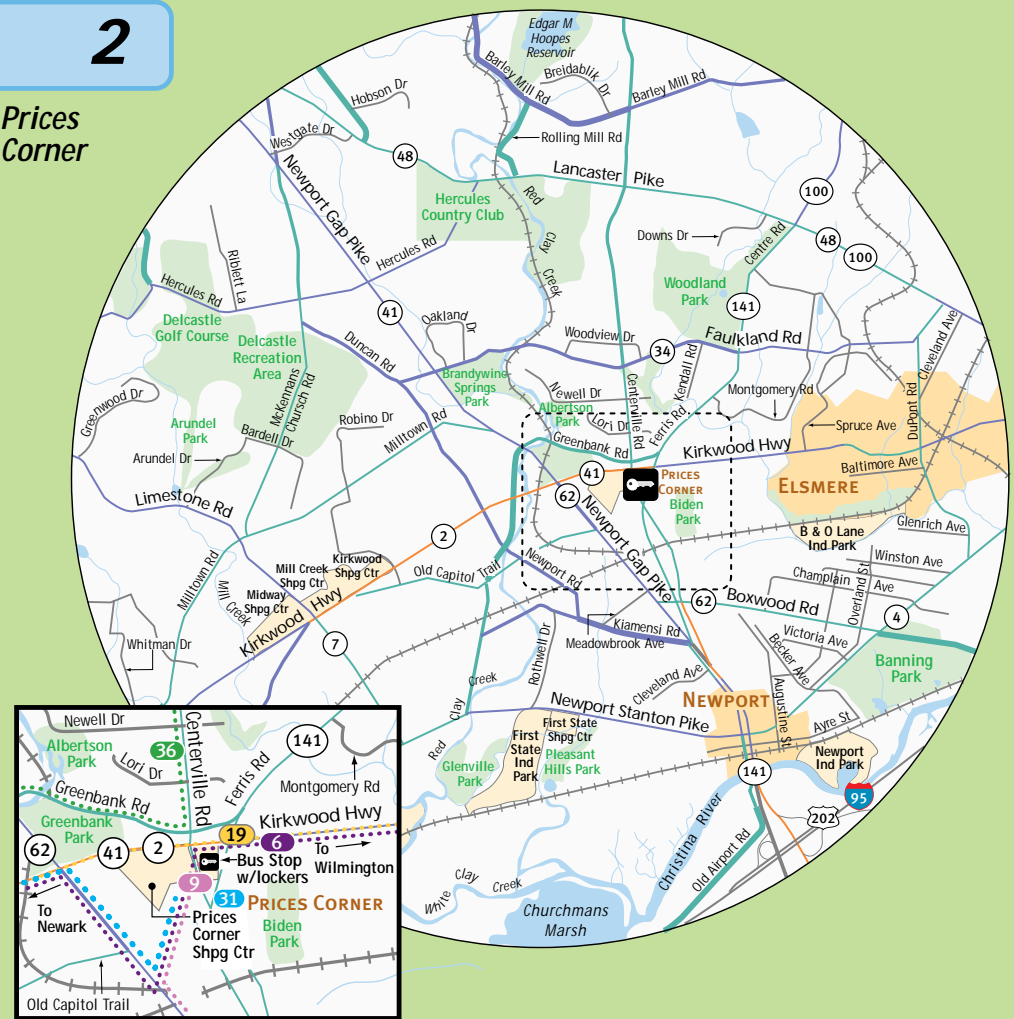 2
Prices
Corner
Edgar M
Hoopes
Reservoir
Barley Mill Rd
Breidablik Dr
Barley Mill Rd
Hobson Dr
Rolling Mill Rd
Westgate Dr
48
Lancaster Pike
100
Newport Gap Pike
Hercules
Country Club
Red
Clay
Creek
Downs Dr
Centre Rd
48
100
Riblett La
Hercules Rd
Hercules Rd
Woodland
Park
141
41
Delcastle
Golf Course
Oakland Dr
Woodview Dr
Faulkland Rd
34
Cleveland Ave
Delcastle
Recreation
Area
Duncan Rd
Brandywine
Springs
Park
Newell Dr
Centerville Rd
Kendall Rd
Montgomery Rd
DuPont Rd
Greenwood Dr
McKennans
Chursch Rd
Robino Dr
Milltown Rd
Albertson
Park
Lori Dr
Ferris Rd
Spruce Ave
Arundel
Park
Bardell Dr
Greenbank Rd
Kirkwood Hwy
Arundel Dr
Baltimore Ave
41
Prices
Corner
Elsmere
Limestone Rd
62
Biden
Park
B & O Lane
Ind Park
Glenrich Ave
2
Newport Gap Pike
Winston Ave
Kirkwood
Shpg Ctr
Mill Creek
Shpg Ctr
Midway
Shpg Ctr
Old Capitol Trail
Newport Rd
Champlain Ave
Overland St
Milltown Rd
Mill Creek
Kirkwood Hwy
62
Boxwood Rd
4
Kiamensi Rd
Meadowbrook Ave
Victoria Ave
Becker Ave
Whitman Dr
7
Rothwell Dr
Banning
Park
Cleveland Ave
Red
Clay
Creek
Newport
Augustine St
Newport Stanton Pike
Ayre St
First State
Shpg Ctr
First
State
Ind
Park
Pleasant
Hills Park
Glenville
Park
Newport
Ind Park
141
95
202
Christina River
Old Airport Rd
White
Clay
Creek
Churchmans
Marsh
Newell Dr
Albertson
Park
36
Centerville Rd
141
Lori Dr
Ferris Rd
Montgomery Rd
Greenbank Rd
Greenbank
Park
Kirkwood Hwy
62
41
2
19
6
To
Wilmington
Bus Stop
w/lockers
9
31
Prices Corner
To
Newark
Prices
Corner
Shpg Ctr
Biden
Park
Old Capitol Trail